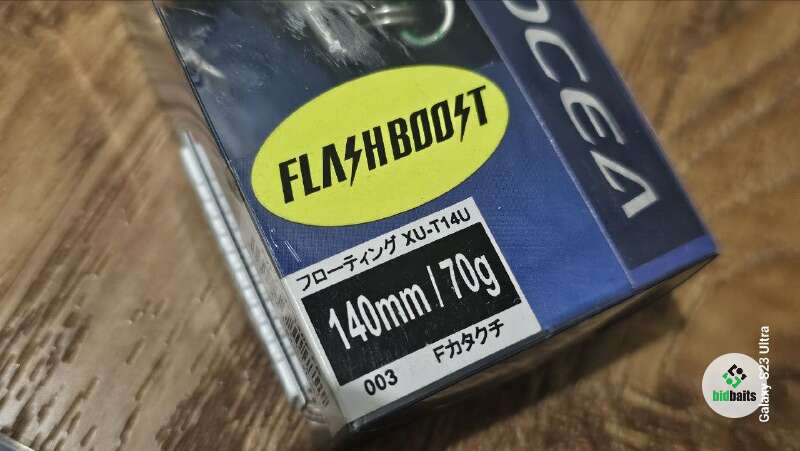 OCEA
FLASHBOOST
フローティング XU-T14U
140mm / 70g
003 Fカタクチ
bidbaits
Galaxy S23 Ultra